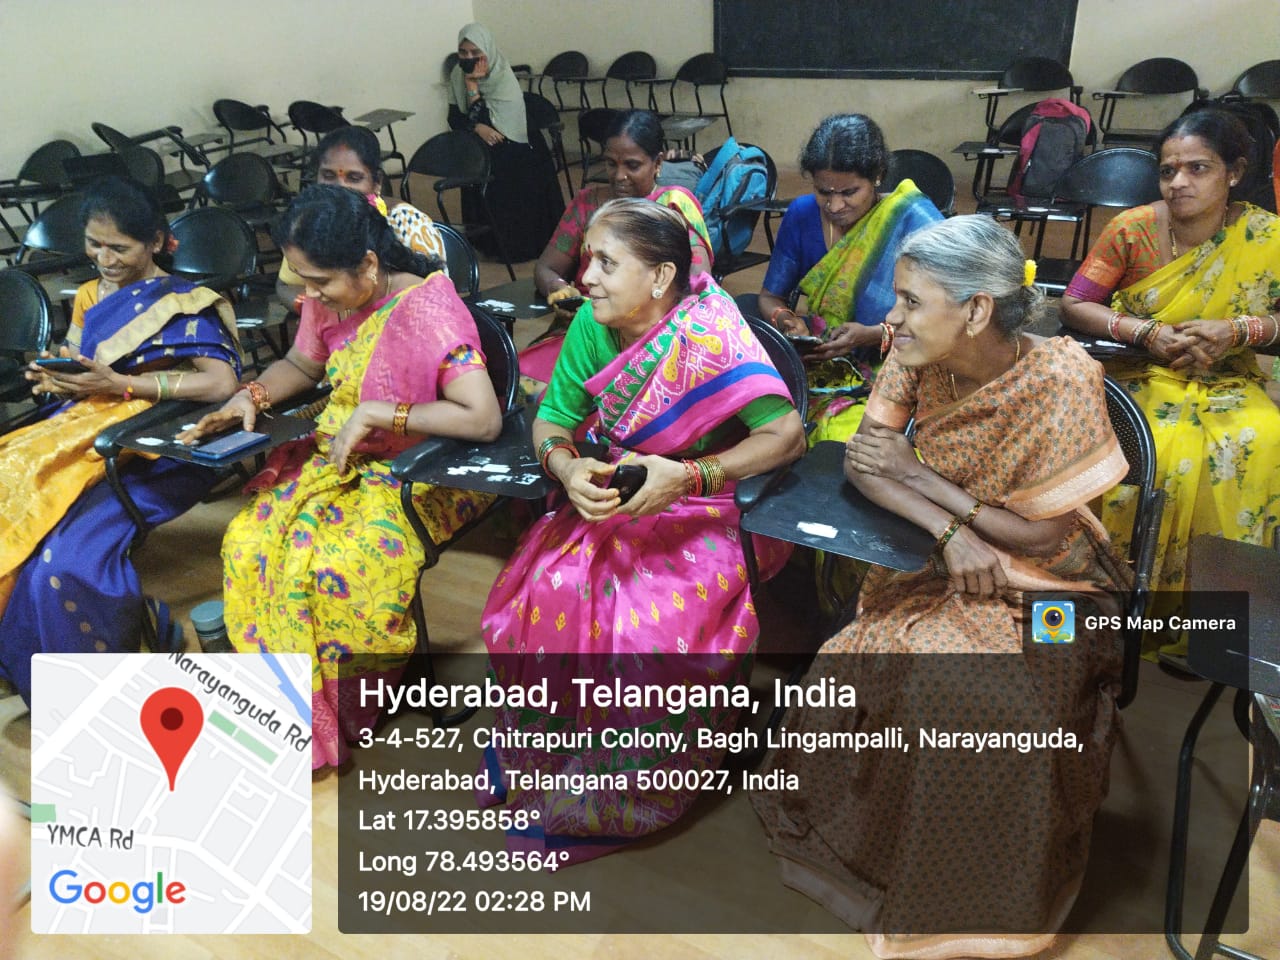 GPS Map Camera
Narayanguda Rd
YMCA Rd
Google
Hyderabad, Telangana, India
3-4-527, Chitrapuri Colony, Bagh Lingampalli, Narayanguda,
Hyderabad, Telangana 500027, India
Lat 17.395858°
Long 78.493564°
19/08/22 02:28 PM